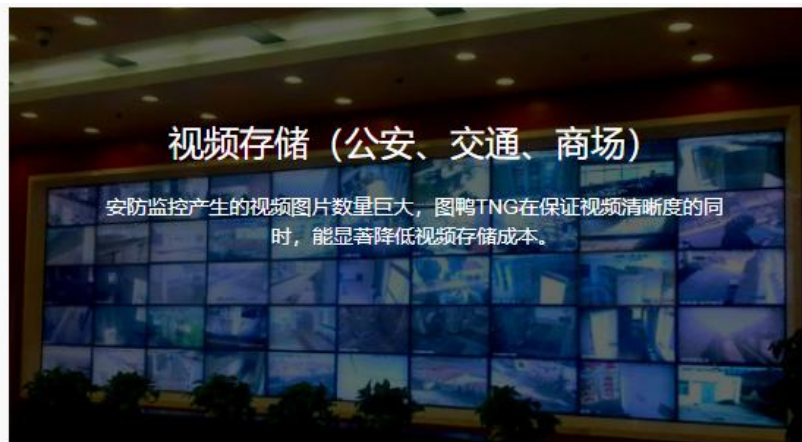 视频存储（公安、交通、商场）
安防监控产生的视频图片数量巨大，图鸭TNG在保证视频清晰度的同
时，能显著降低视频存储成本。